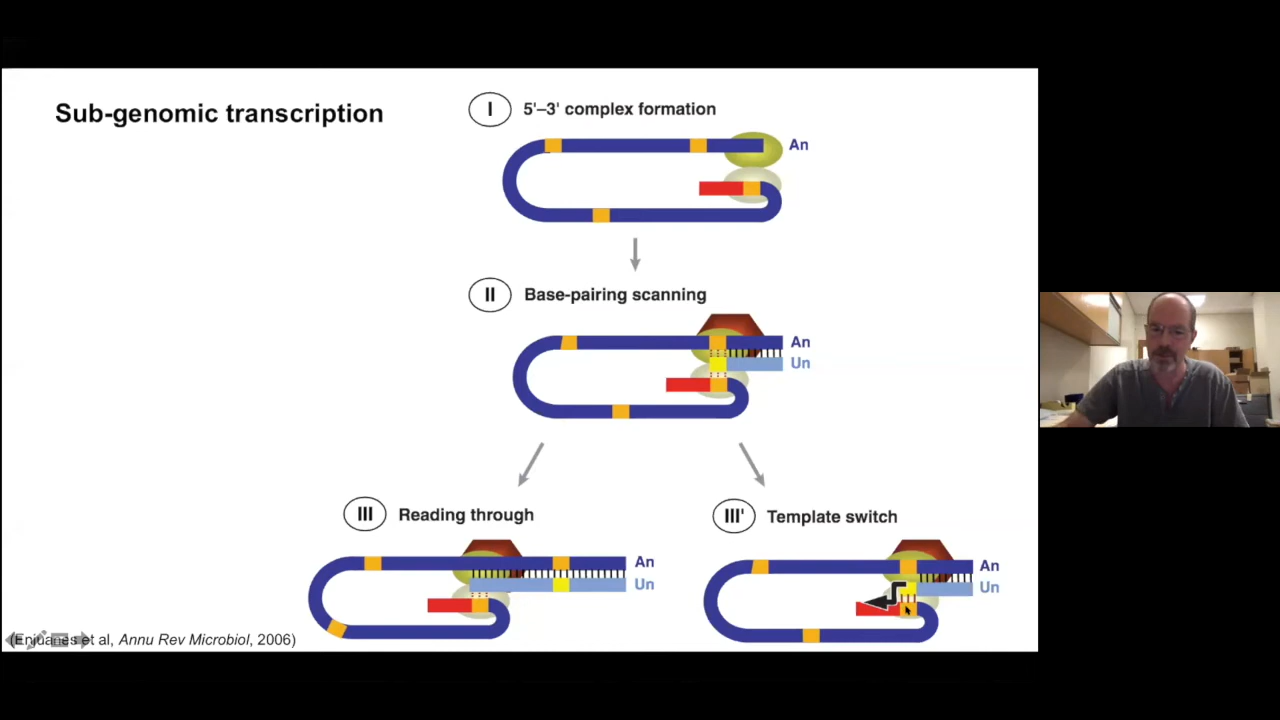 Sub-genomic transcription
I 5'–3' complex formation
An
II Base-pairing scanning
An
Un
III Reading through
An
Un
III' Template switch
An
Un
(Enjuanes et al, Annu Rev Microbiol, 2006)